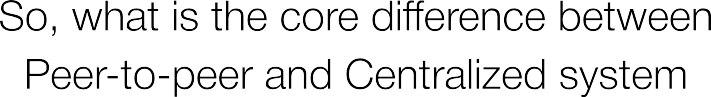 So, what is the core difference between
Peer-to-peer and Centralized system